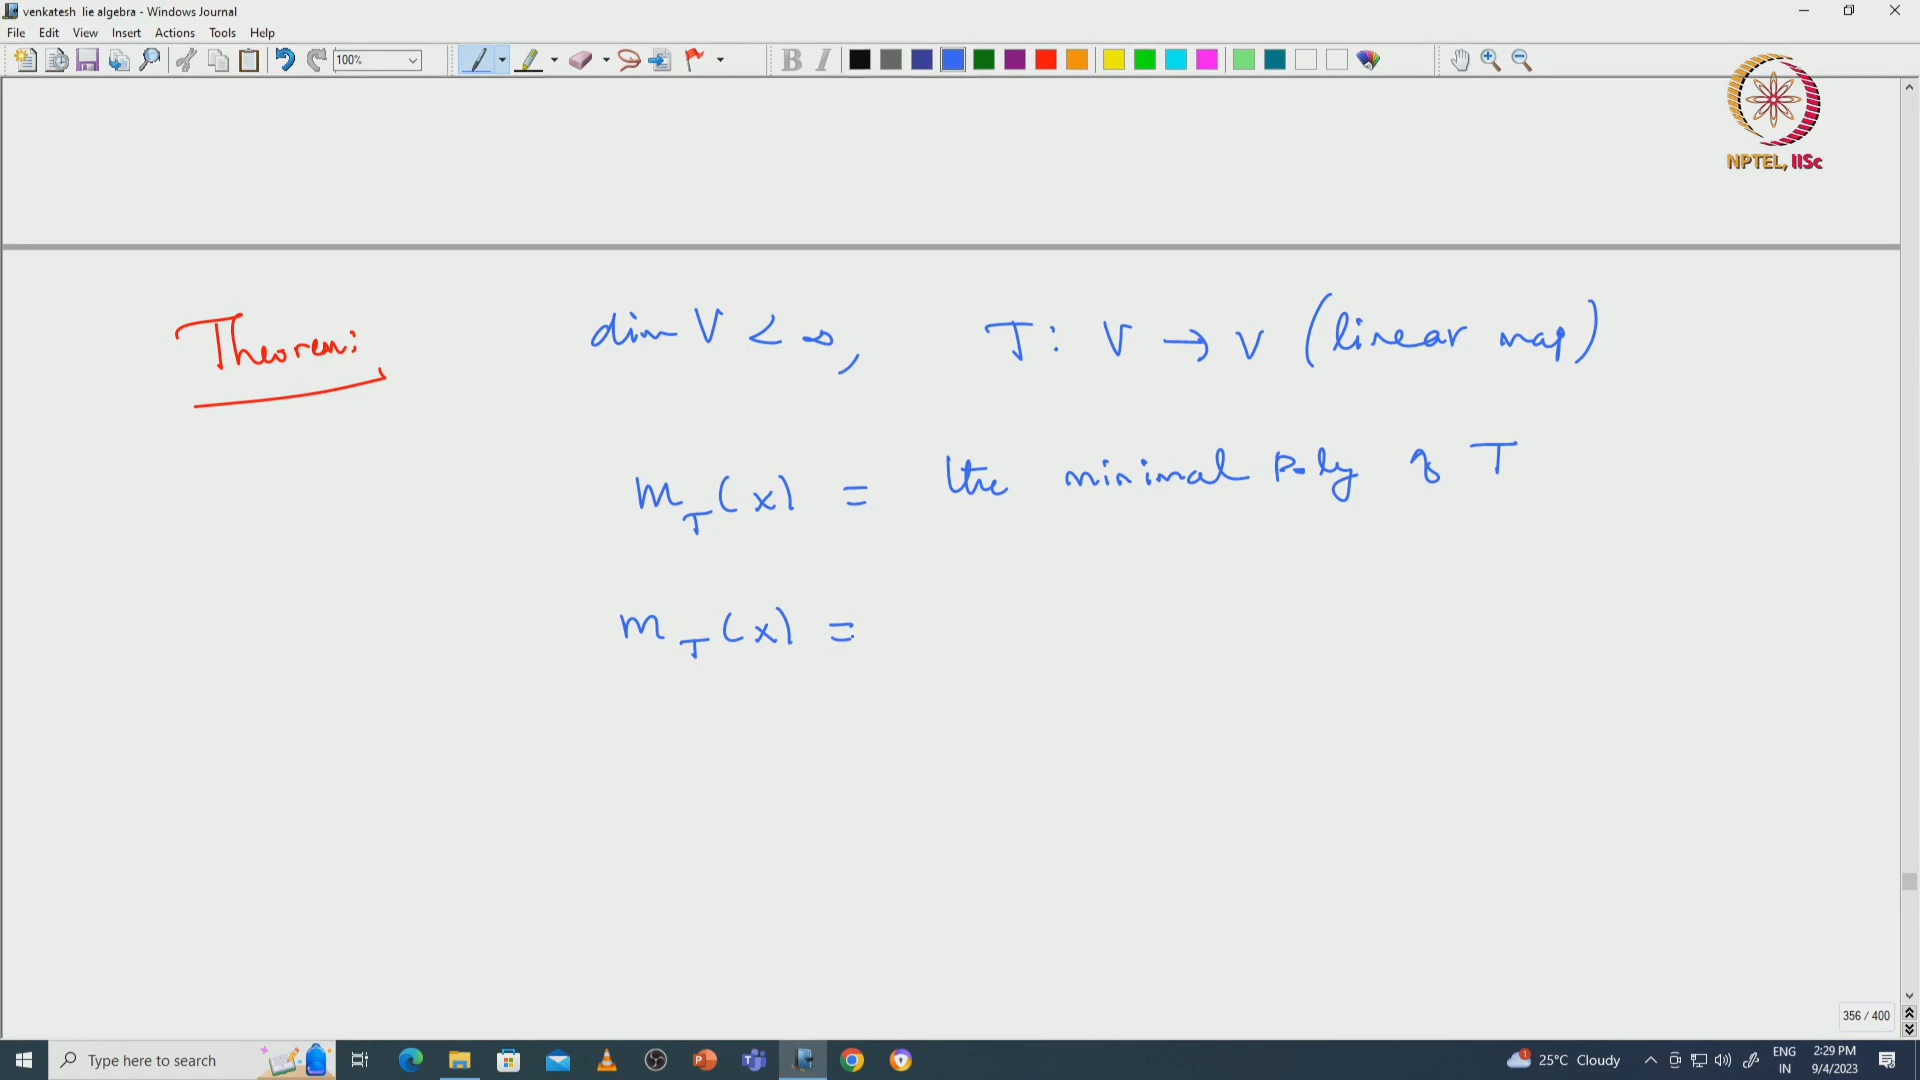 venkatesh lie algebra - Windows Journal
File Edit View Insert Actions Tools Help
100%
NPTEL, IISc
Theorem: dim V < ∞, T: V → V (linear map)
m_T(x) = the minimal poly of T
m_T(x) =
356 / 400
Type here to search
25°C Cloudy
ENG
IN
2:29 PM
9/4/2023